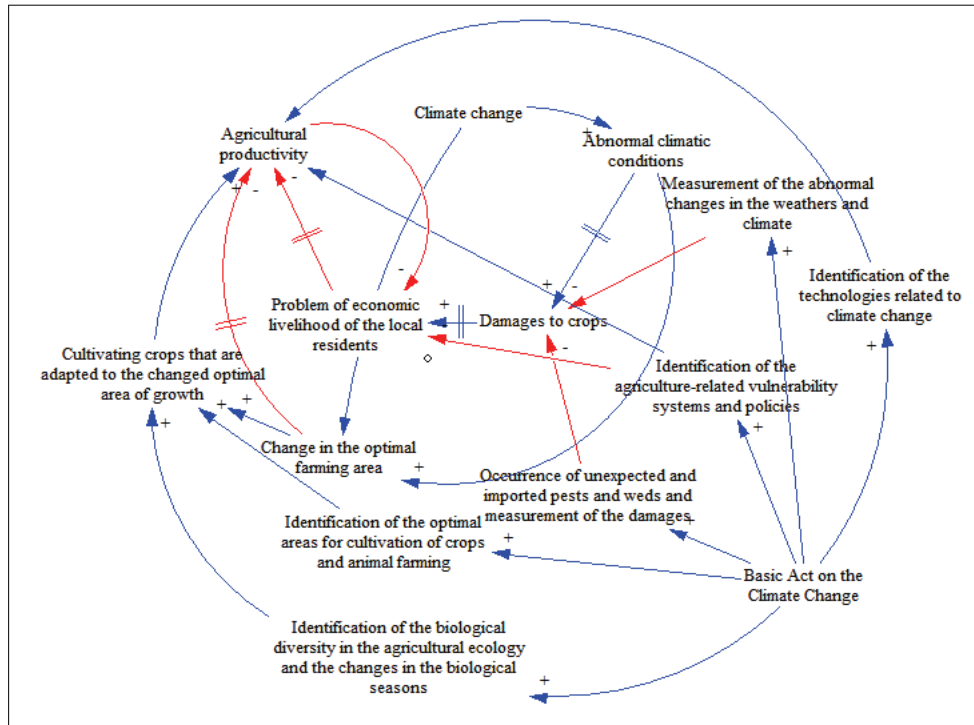 Climate change
Agricultural
productivity
Abnormal climatic
conditions
Measurement of the abnormal
changes in the weathers and
climate
Identification of the
technologies related to
climate change
Problem of economic
livelihood of the local
residents
Damages to crops
Cultivating crops that are
adapted to the changed optimal
area of growth
Identification of the
agriculture-related vulnerability
systems and policies
Change in the optimal
farming area
Occurrence of unexpected and
imported pests and weds and
measurement of the damages
Identification of the optimal
areas for cultivation of crops
and animal farming
Basic Act on the
Climate Change
Identification of the biological
diversity in the agricultural ecology
and the changes in the biological
seasons